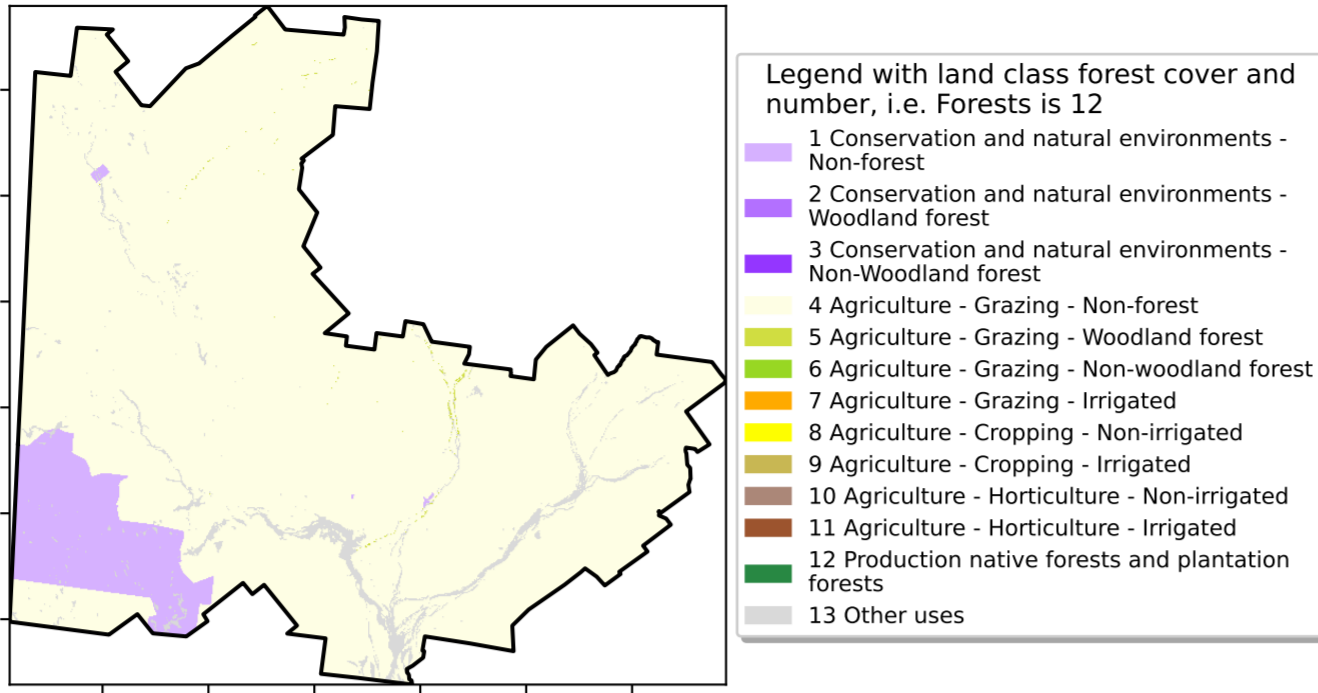 Legend with land class forest cover and
number, i.e. Forests is 12
1 Conservation and natural environments -
Non-forest
2 Conservation and natural environments -
Woodland forest
3 Conservation and natural environments -
Non-Woodland forest
4 Agriculture - Grazing - Non-forest
5 Agriculture - Grazing - Woodland forest
6 Agriculture - Grazing - Non-woodland forest
7 Agriculture - Grazing - Irrigated
8 Agriculture - Cropping - Non-irrigated
9 Agriculture - Cropping - Irrigated
10 Agriculture - Horticulture - Non-irrigated
11 Agriculture - Horticulture - Irrigated
12 Production native forests and plantation
forests
13 Other uses